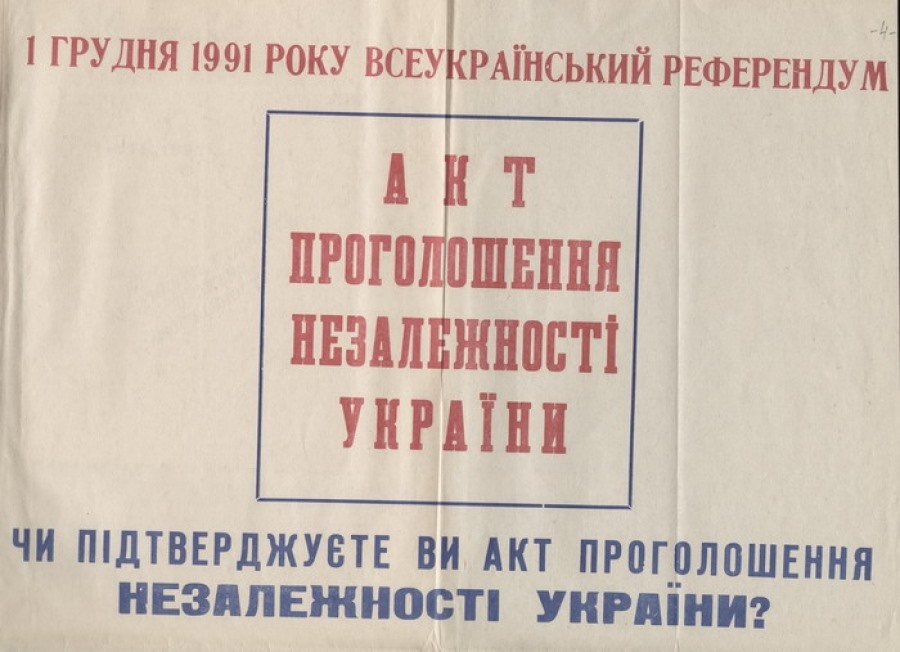 -4-
1 ГРУДНЯ 1991 РОКУ ВСЕУКРАЇНСЬКИЙ РЕФЕРЕНДУМ
АКТ
ПРОГОЛОШЕННЯ
НЕЗАЛЕЖНОСТІ
УКРАЇНИ
ЧИ ПІДТВЕРДЖУЄТЕ ВИ АКТ ПРОГОЛОШЕННЯ
НЕЗАЛЕЖНОСТІ УКРАЇНИ?